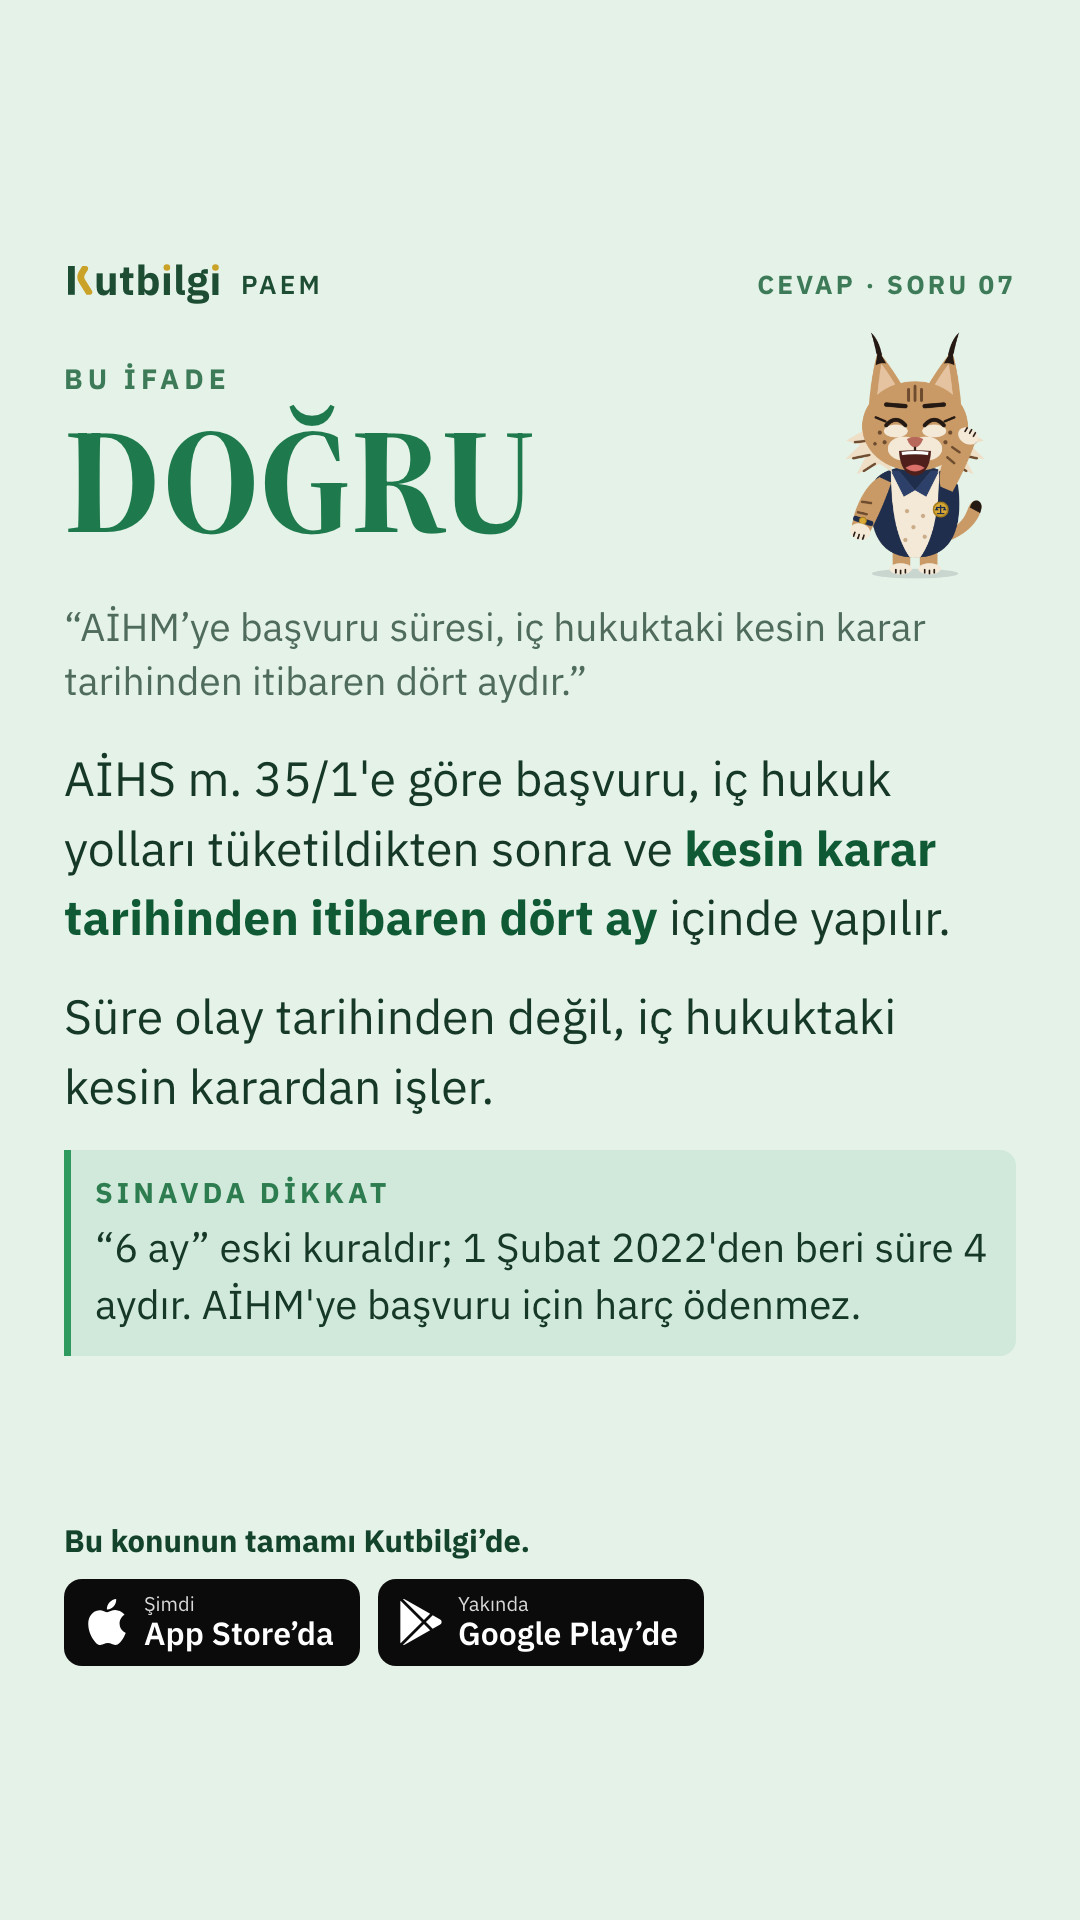 Kutbilgi PAEM
CEVAP · SORU 07
BU İFADE
DOĞRU
“AİHM’ye başvuru süresi, iç hukuktaki kesin karar
tarihinden itibaren dört aydır.”
AİHS m. 35/1'e göre başvuru, iç hukuk
yolları tüketildikten sonra ve kesin karar
tarihinden itibaren dört ay içinde yapılır.
Süre olay tarihinden değil, iç hukuktaki
kesin karardan işler.
SINAVDA DİKKAT
“6 ay” eski kuraldır; 1 Şubat 2022'den beri süre 4
aydır. AİHM'ye başvuru için harç ödenmez.
Bu konunun tamamı Kutbilgi’de.
Şimdi
App Store’da
Yakında
Google Play’de